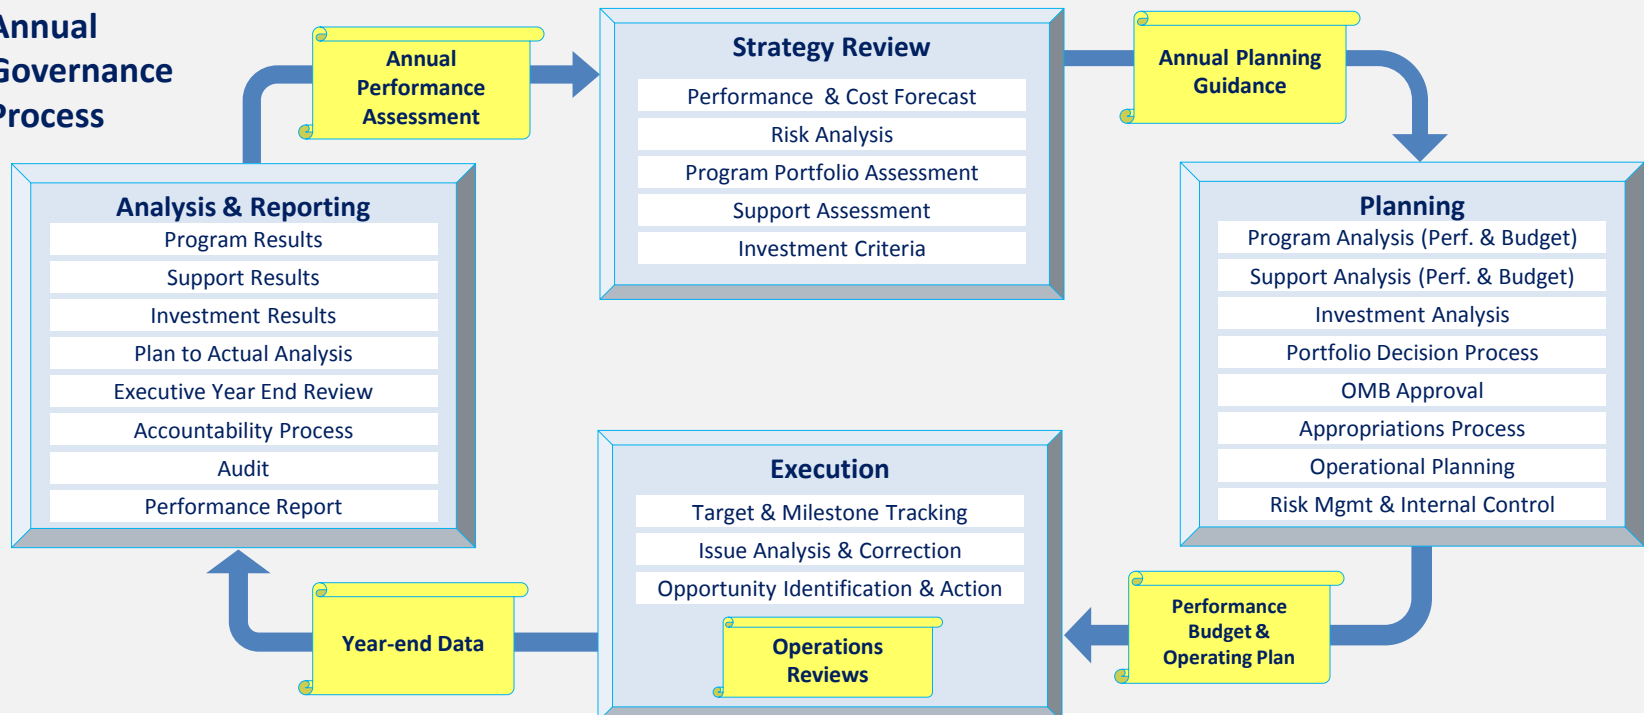 Annual
Governance
Process
Annual
Performance
Assessment
Strategy Review
Performance & Cost Forecast
Risk Analysis
Program Portfolio Assessment
Support Assessment
Investment Criteria
Annual Planning
Guidance
Analysis & Reporting
Program Results
Support Results
Investment Results
Plan to Actual Analysis
Executive Year End Review
Accountability Process
Audit
Performance Report
Planning
Program Analysis (Perf. & Budget)
Support Analysis (Perf. & Budget)
Investment Analysis
Portfolio Decision Process
OMB Approval
Appropriations Process
Operational Planning
Risk Mgmt & Internal Control
Execution
Target & Milestone Tracking
Issue Analysis & Correction
Opportunity Identification & Action
Operations
Reviews
Year-end Data
Performance
Budget &
Operating Plan